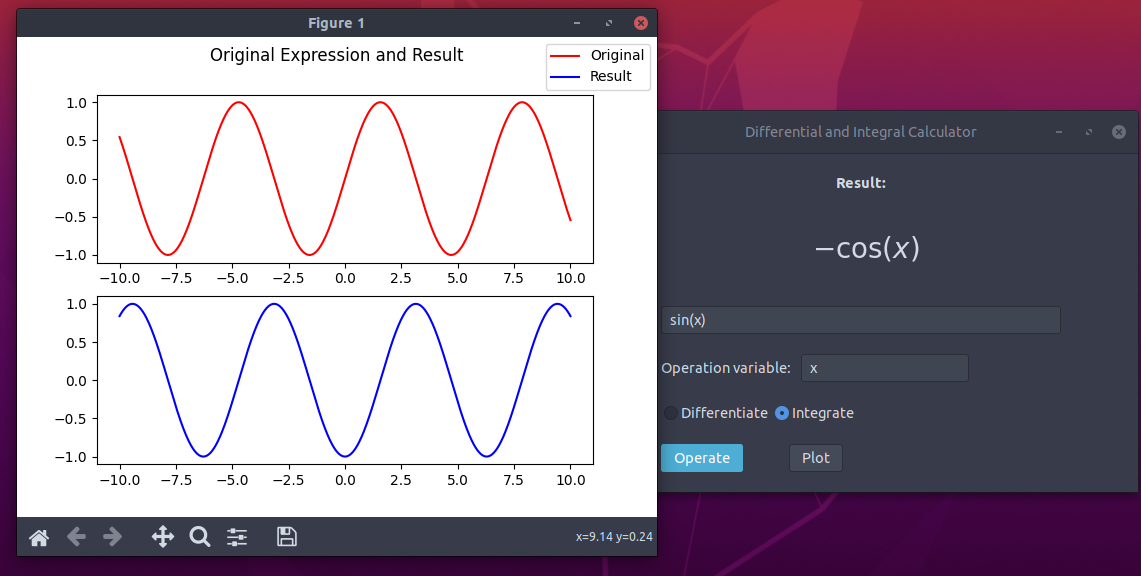 Figure 1
Original Expression and Result
Original
Result
1.0
0.5
0.0
−0.5
−1.0
−10.0 −7.5 −5.0 −2.5 0.0 2.5 5.0 7.5 10.0
1.0
0.5
0.0
−0.5
−1.0
−10.0 −7.5 −5.0 −2.5 0.0 2.5 5.0 7.5 10.0
x=9.14 y=0.24
Differential and Integral Calculator
Result:
−cos(x)
sin(x)
Operation variable: x
Differentiate Integrate
Operate Plot